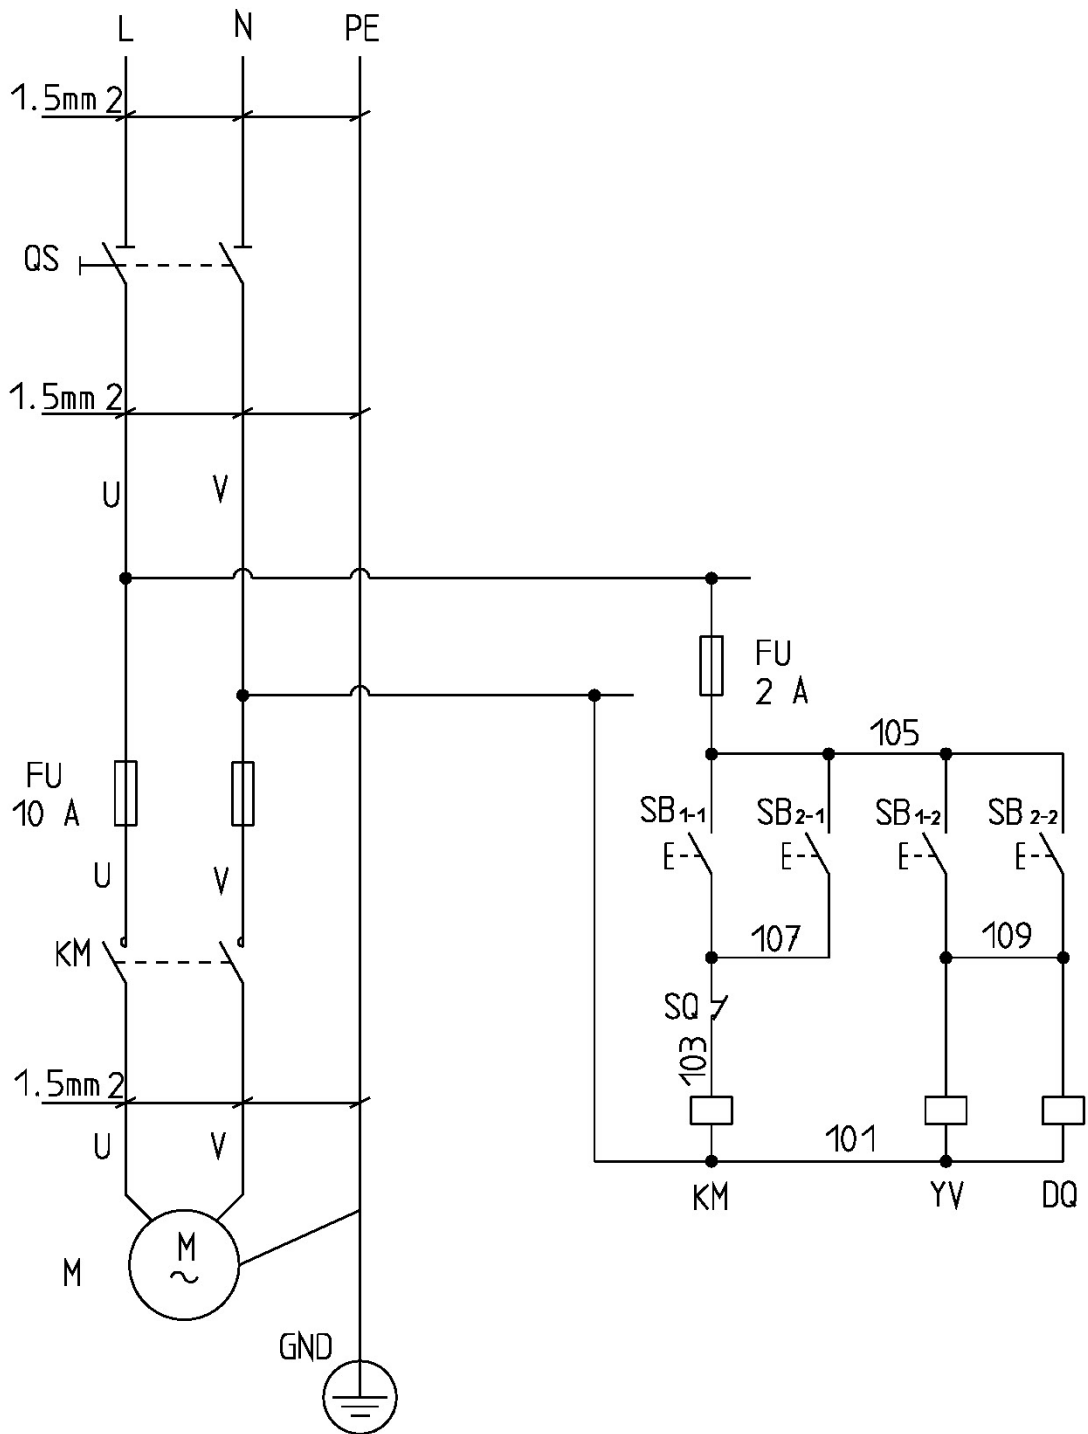 L N PE
1.5mm 2
QS
1.5mm 2
U V
FU
2 A
105
FU
10 A
SB1-1 SB2-1 SB1-2 SB2-2
U V
107 109
KM
SQ
103
1.5mm 2
101
U V
KM YV DQ
M
M
GND